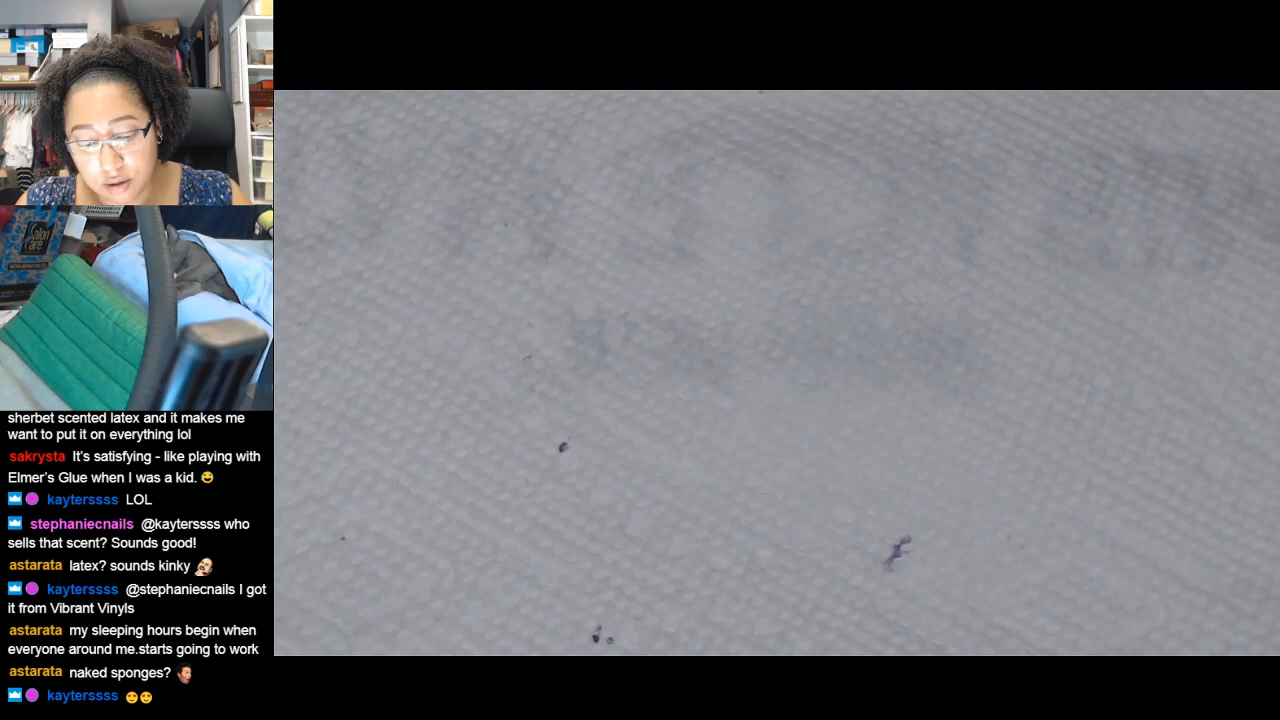 Salon
Care
sherbet scented latex and it makes me
want to put it on everything lol
sakrysta It's satisfying - like playing with
Elmer's Glue when I was a kid.
kayterssss LOL
stephaniecnails @kayterssss who
sells that scent? Sounds good!
astarata latex? sounds kinky
kayterssss @stephaniecnails I got
it from Vibrant Vinyls
astarata my sleeping hours begin when
everyone around me.starts going to work
astarata naked sponges?
kayterssss